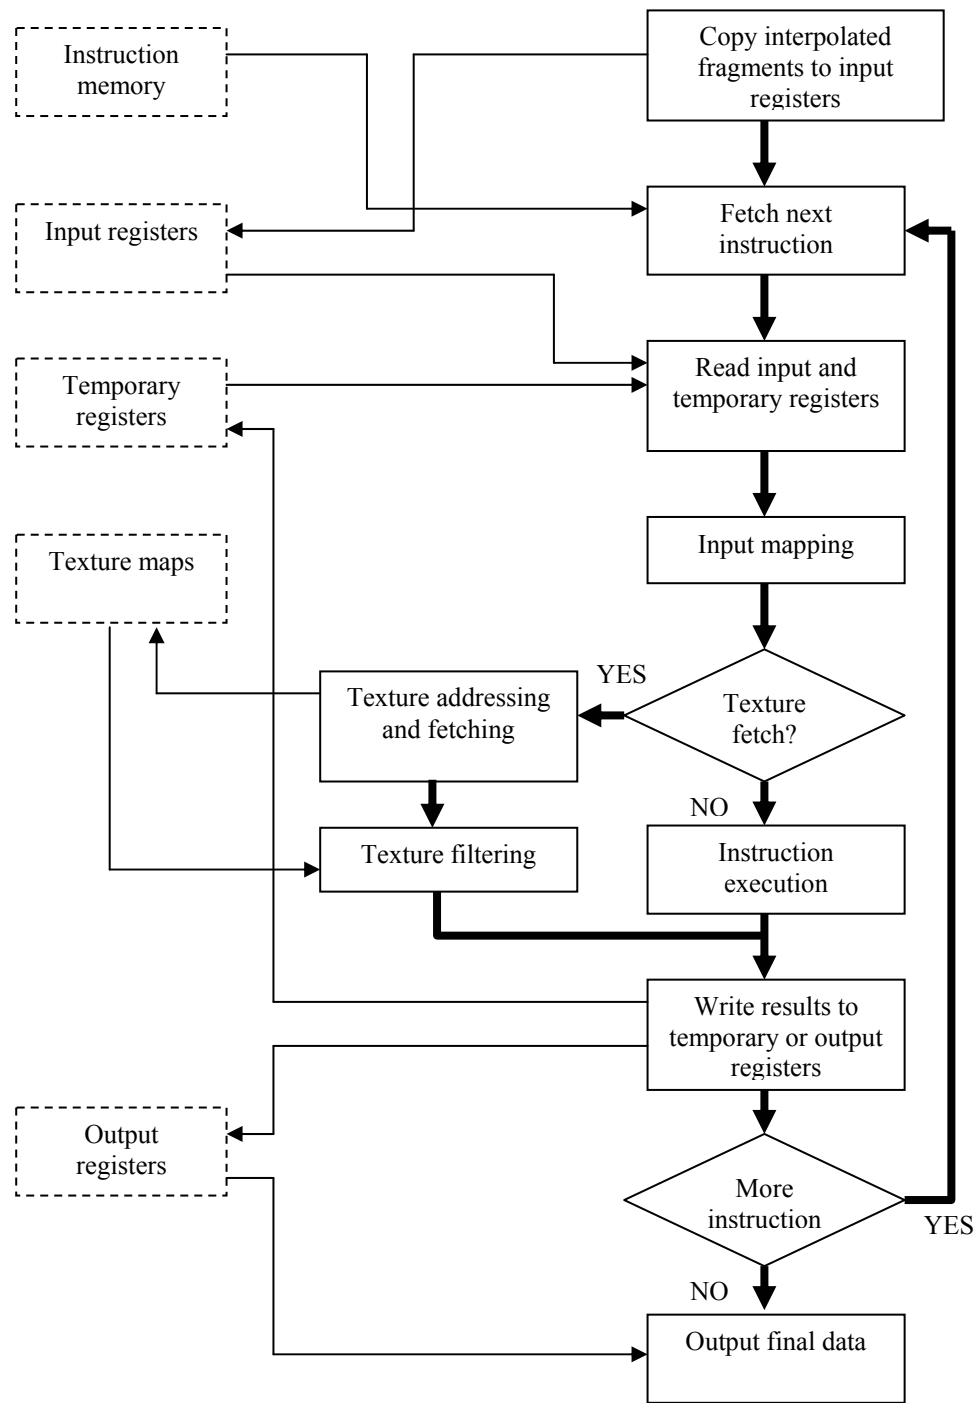 Instruction
memory
Copy interpolated
fragments to input
registers
Input registers
Fetch next
instruction
Temporary
registers
Read input and
temporary registers
Texture maps
Input mapping
YES
Texture addressing
and fetching
Texture
fetch?
NO
Texture filtering
Instruction
execution
Write results to
temporary or output
registers
Output
registers
More
instruction
YES
NO
Output final data